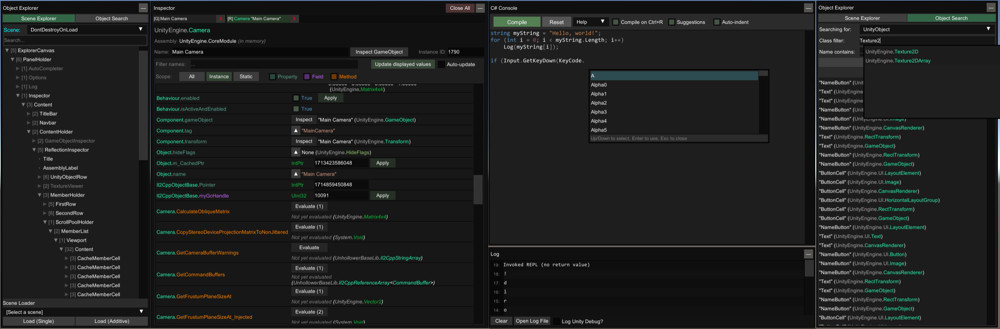 Object Explorer
Scene Explorer Object Search
Scene: DontDestroyOnLoad ▼
Search...
▼ [5] ExplorerCanvas
▼ [6] PanelHolder
▶ [1] AutoCompleter
▶ [1] Options
▶ [1] Log
▼ [1] Inspector
▼ [3] Content
▶ [2] TitleBar
▶ [2] Navbar
▼ [2] ContentHolder
▶ [2] GameObjectInspector
▼ [5] ReflectionInspector
Title
AssemblyLabel
▶ [6] UnityObjectRow
▶ [2] TextureViewer
▼ [3] MemberHolder
▶ [5] FirstRow
▶ [8] SecondRow
▼ [1] ScrollPoolHolder
▼ [2] MemberList
▼ [1] Viewport
▼ [32] Content
▶ [3] CacheMemberCell
▶ [3] CacheMemberCell
▶ [3] CacheMemberCell
▶ [3] CacheMemberCell
▶ [3] CacheMemberCell
Scene Loader
[Select a scene] ▼
Load (Single) Load (Additive)
Inspector Close All
[G] Main Camera X [R] Camera "Main Camera" X
UnityEngine.Camera
Assembly: UnityEngine.CoreModule (in memory)
Name: Main Camera Inspect GameObject Instance ID: 1790
Filter names: ... Update displayed values Auto-update
Scope: All Instance Static Property Field Method
(UnityEngine.Matrix4x4)
Behaviour.enabled True Apply
Behaviour.isActiveAndEnabled True
Component.gameObject Inspect "Main Camera" (UnityEngine.GameObject)
Component.tag ▲ "MainCamera"
Component.transform Inspect "Main Camera" (UnityEngine.Transform)
Object.hideFlags ▲ None (UnityEngine.HideFlags)
Object.m_CachedPtr IntPtr 1713423586048 Apply
Object.name ▲ "Main Camera"
Il2CppObjectBase.Pointer IntPtr 1714859450848
Il2CppObjectBase.myGcHandle UInt32 10091 Apply
Camera.CalculateObliqueMatrix Evaluate (1)
Not yet evaluated (UnityEngine.Matrix4x4)
Camera.CopyStereoDeviceProjectionMatrixToNonJittered Evaluate (1)
Not yet evaluated (System.Void)
Camera.GetCameraBufferWarnings Evaluate
Not yet evaluated (UnhollowerBaseLib.Il2CppStringArray)
Camera.GetCommandBuffers Evaluate (1)
Not yet evaluated
(UnhollowerBaseLib.Il2CppReferenceArray<CommandBuffer>)
Camera.GetFrustumPlaneSizeAt Evaluate (1)
Not yet evaluated (UnityEngine.Vector2)
Camera.GetFrustumPlaneSizeAt_Injected Evaluate (2)
Not yet evaluated (System.Void)
C# Console
Compile Reset Help ▼ Compile on Ctrl+R Suggestions Auto-indent
string myString = "Hello, world!";
for (int i = 0; i < myString.Length; i++)
Log(myString[i]);
if (Input.GetKeyDown(KeyCode.
A
Alpha0
Alpha1
Alpha2
Alpha3
Alpha4
Alpha5
Up/Down to select, Enter to use, Esc to close
Log
19: Invoked REPL (no return value)
18: !
17: d
16: l
15: r
14: o
Clear Open Log File Log Unity Debug?
Object Explorer
Scene Explorer Object Search
Searching for: UnityObject ▼
Class filter: Texture2
Name contains: ...
UnityEngine.Texture2D
UnityEngine.Texture2DArray
"NameButton" (Unit
"Text" (UnityEngine
"Text" (UnityEngine
"NameButton" (Unit
"NameButton" (UnityEngine.UI.Image)
"NameButton" (UnityEngine.CanvasRenderer)
"Text" (UnityEngine.RectTransform)
"Text" (UnityEngine.GameObject)
"NameButton" (UnityEngine.RectTransform)
"NameButton" (UnityEngine.GameObject)
"ButtonCell" (UnityEngine.UI.LayoutElement)
"ButtonCell" (UnityEngine.UI.Image)
"ButtonCell" (UnityEngine.CanvasRenderer)
"ButtonCell" (UnityEngine.UI.HorizontalLayoutGroup)
"ButtonCell" (UnityEngine.RectTransform)
"ButtonCell" (UnityEngine.GameObject)
"NameButton" (UnityEngine.UI.LayoutElement)
"Text" (UnityEngine.UI.Text)
"Text" (UnityEngine.CanvasRenderer)
"NameButton" (UnityEngine.UI.Button)
"NameButton" (UnityEngine.UI.Image)
"NameButton" (UnityEngine.CanvasRenderer)
"Text" (UnityEngine.RectTransform)
"Text" (UnityEngine.GameObject)
"NameButton" (UnityEngine.RectTransform)
"NameButton" (UnityEngine.GameObject)
"ButtonCell" (UnityEngine.UI.LayoutElement)